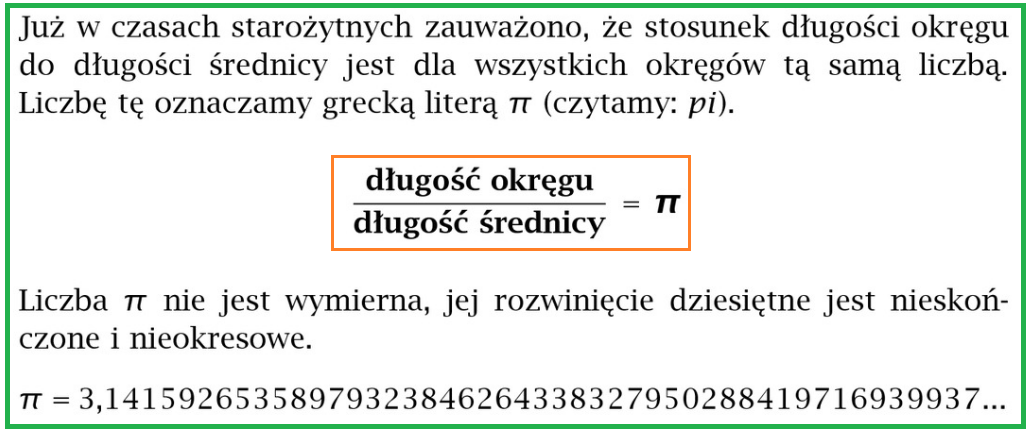 Już w czasach starożytnych zauważono, że stosunek długości okręgu
do długości średnicy jest dla wszystkich okręgów tą samą liczbą.
Liczbę tę oznaczamy grecką literą π (czytamy: pi).
długość okręgu
długość średnicy
= π
Liczba π nie jest wymierna, jej rozwinięcie dziesiętne jest nieskoń-
czone i nieokresowe.
π = 3,14159265358979323846264338327950288419716939937...